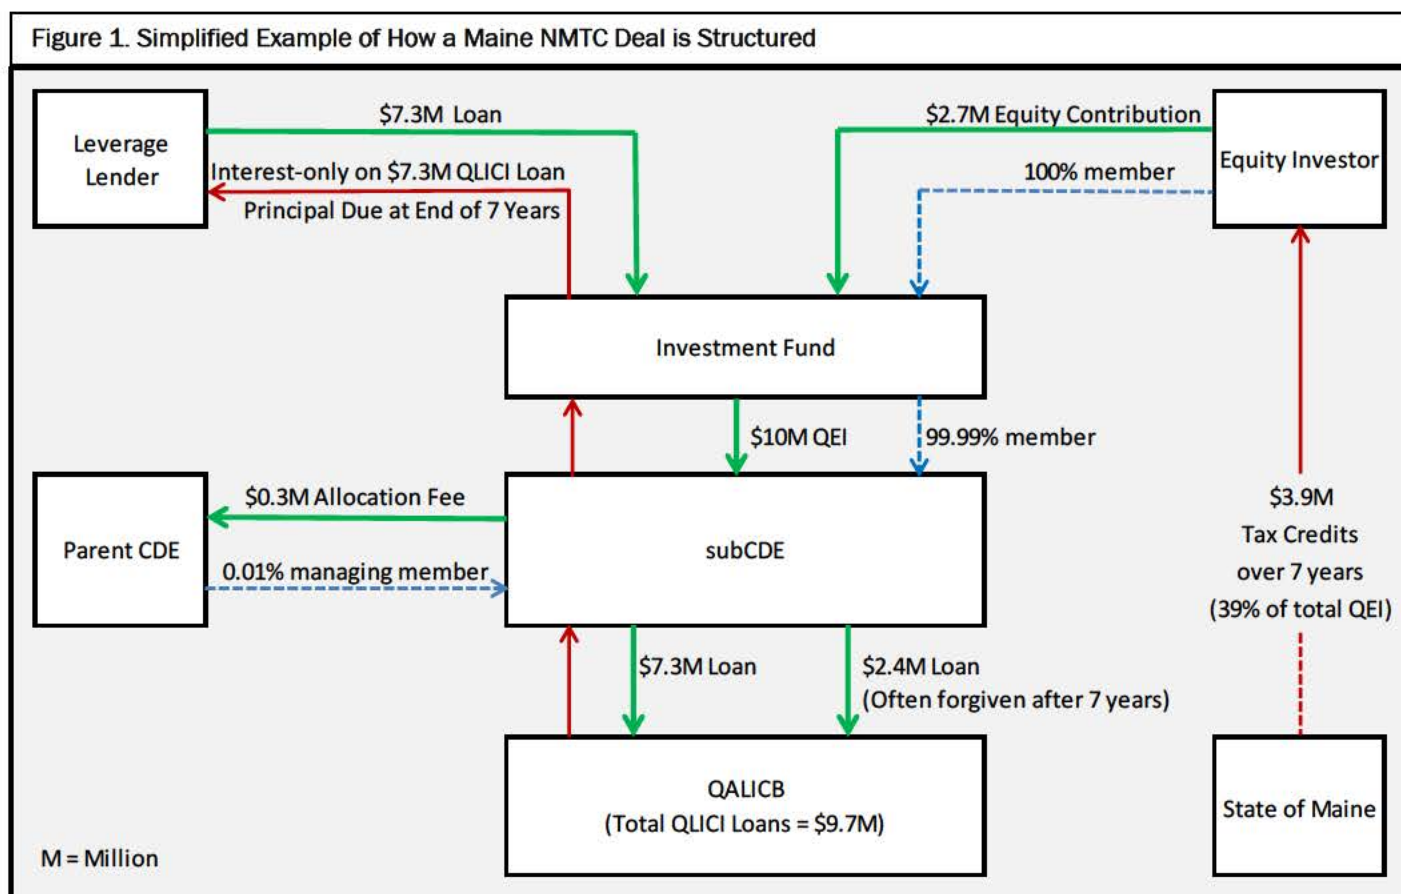 Figure 1. Simplified Example of How a Maine NMTC Deal is Structured
$7.3M Loan
$2.7M Equity Contribution
Leverage
Lender
Equity Investor
Interest-only on $7.3M QLICI Loan
100% member
Principal Due at End of 7 Years
Investment Fund
$10M QEI
99.99% member
$0.3M Allocation Fee
Parent CDE
0.01% managing member
subCDE
$3.9M
Tax Credits
over 7 years
(39% of total QEI)
$7.3M Loan
$2.4M Loan
(Often forgiven after 7 years)
QALICB
(Total QLICI Loans = $9.7M)
State of Maine
M = Million